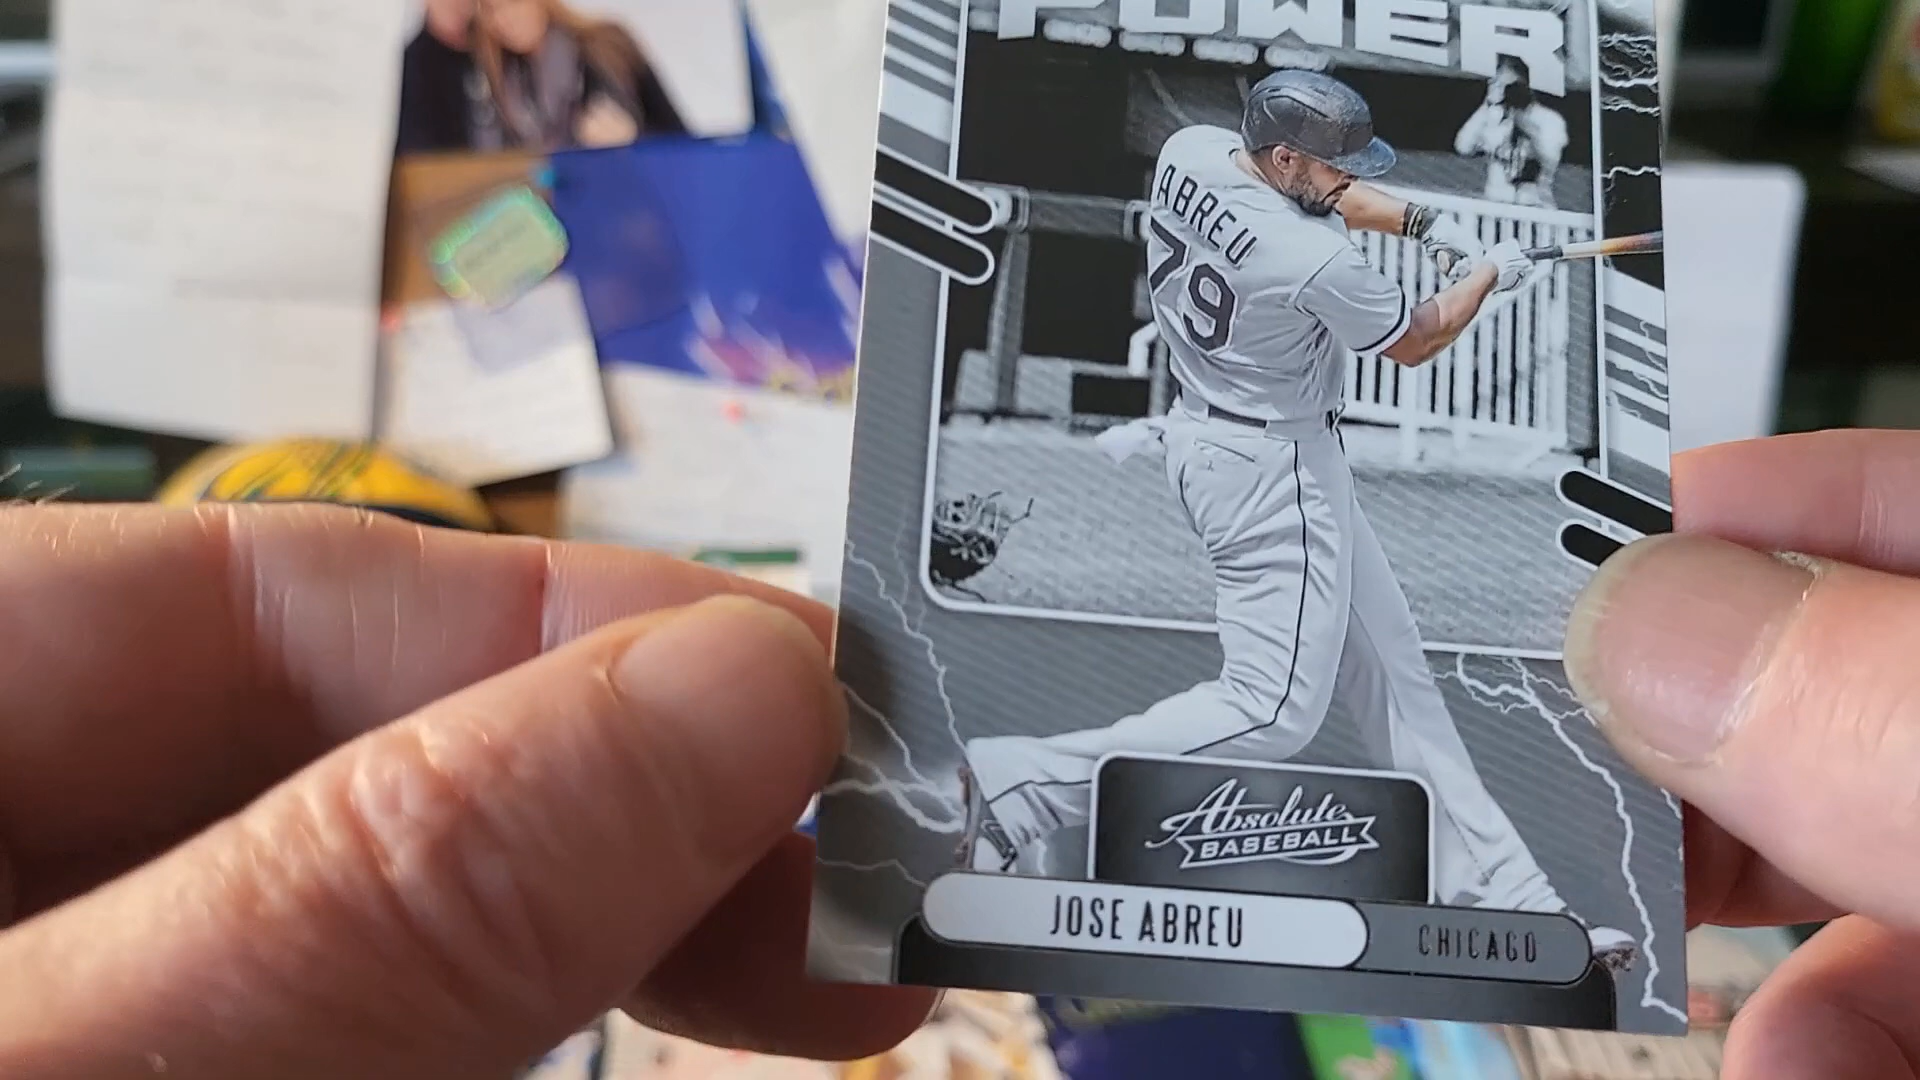 POWER
ABREU
79
Absolute
BASEBALL
JOSE ABREU
CHICAGO